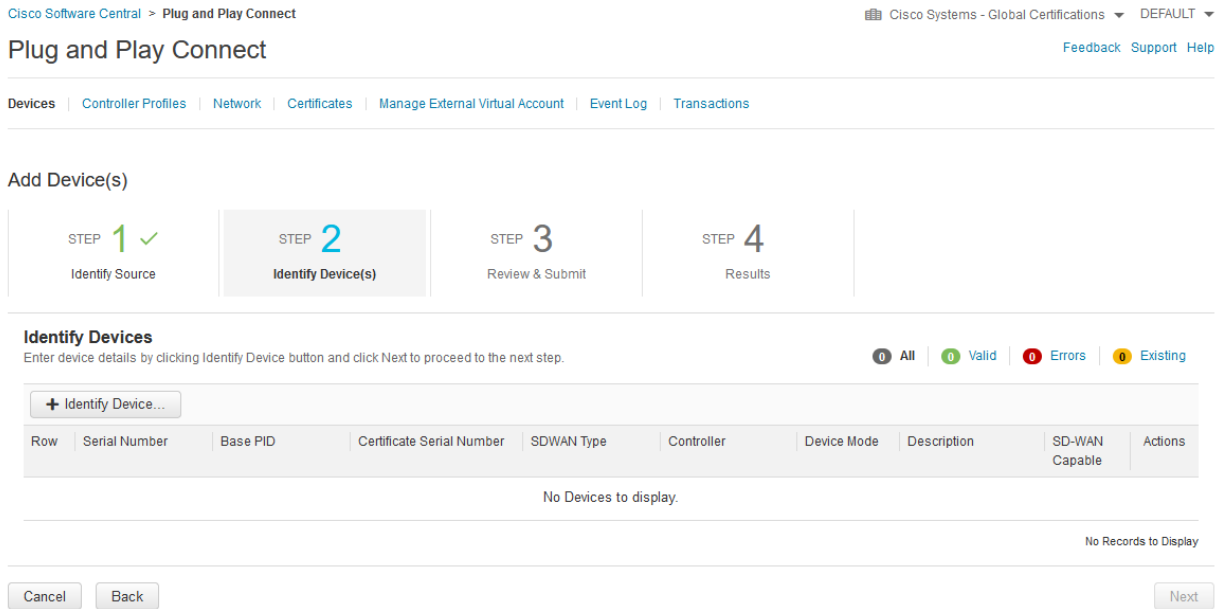 Cisco Software Central > Plug and Play Connect
Cisco Systems - Global Certifications DEFAULT
Plug and Play Connect
Feedback Support Help
Devices Controller Profiles Network Certificates Manage External Virtual Account Event Log Transactions
Add Device(s)
STEP 1 STEP 2 STEP 3 STEP 4
Identify Source Identify Device(s) Review & Submit Results
Identify Devices
Enter device details by clicking Identify Device button and click Next to proceed to the next step.
0 All 0 Valid 0 Errors 0 Existing
+ Identify Device...
Row Serial Number Base PID Certificate Serial Number SDWAN Type Controller Device Mode Description SD-WAN Actions
Capable
No Devices to display.
No Records to Display
Cancel Back Next